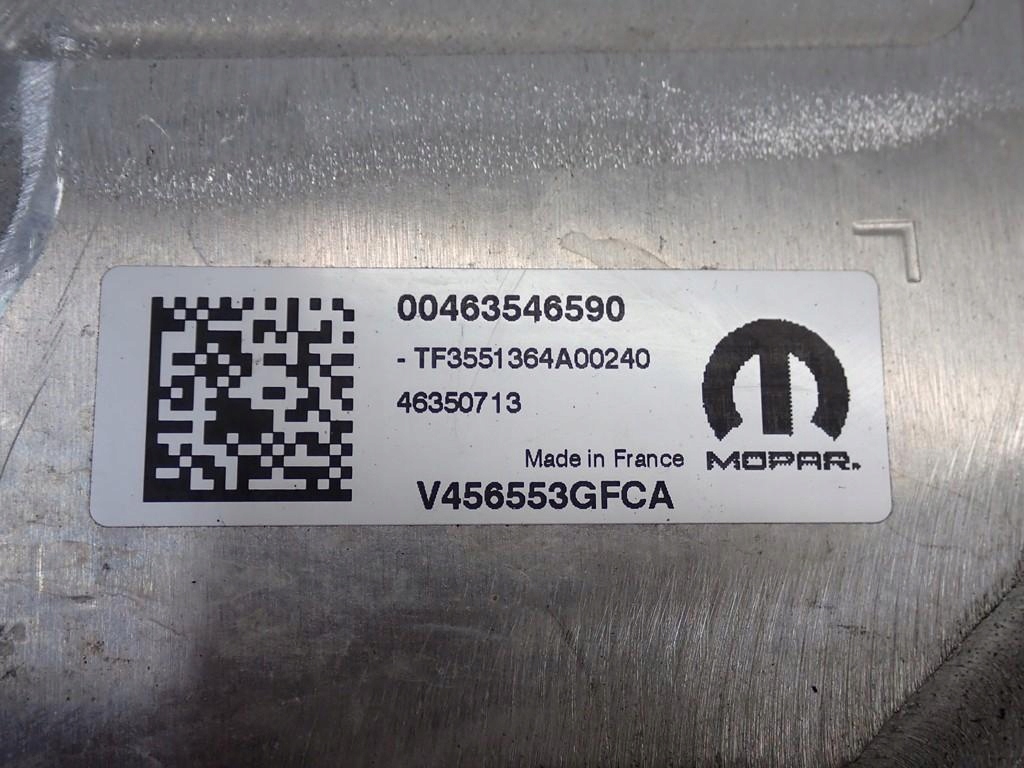 00463546590
- TF3551364A00240
46350713
Made in France
V456553GFCA
MOPAR.